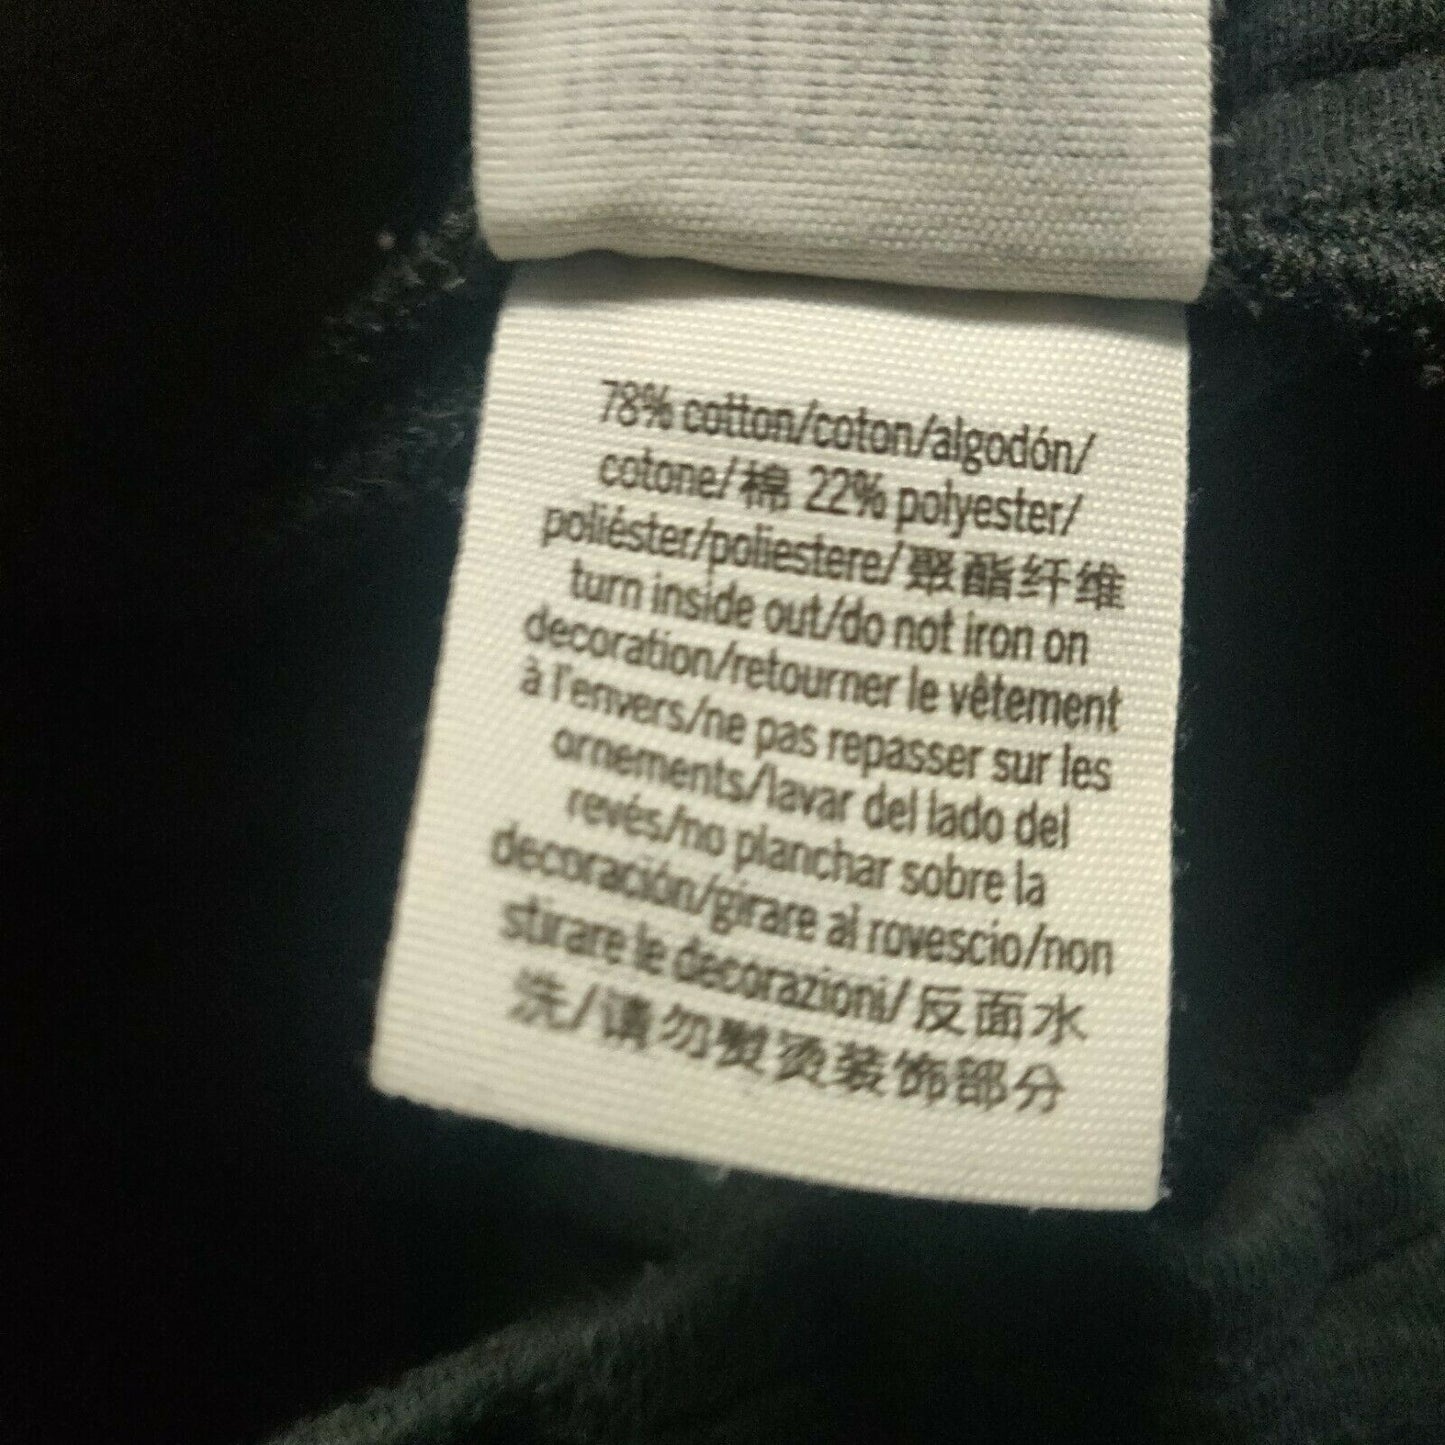 78% cotton/coton/algodón/
cotone/棉 22% polyester/
poliéster/poliestere/聚酯纤维
turn inside out/do not iron on
decoration/retourner le vêtement
à l'envers/ne pas repasser sur les
ornements/lavar del lado del
revés/no planchar sobre la
decoración/girare al rovescio/non
stirare le decorazioni/反面水
洗/请勿熨烫装饰部分